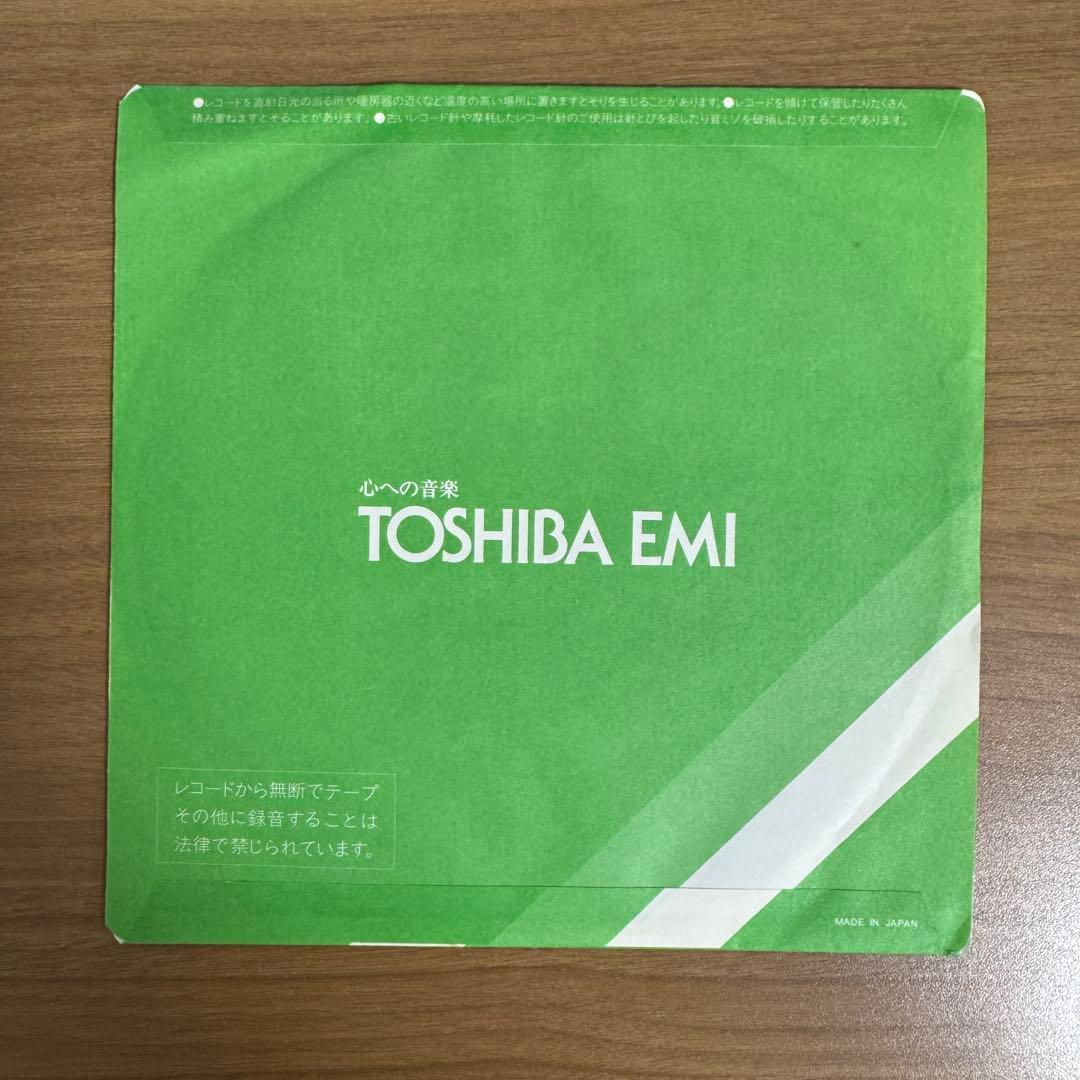 ●レコードを直射日光の当る所や暖房器の近くなど温度の高い場所に置きますとそりを生じることがあります。●レコードを傾けて保管したりたくさん
積み重ねますとそることがあります。●古いレコード針や摩耗したレコード針のご使用は針とびを起したり音ミゾを破損したりすることがあります。
心への音楽
TOSHIBA EMI
レコードから無断でテープ
その他に録音することは
法律で禁じられています。
MADE IN JAPAN